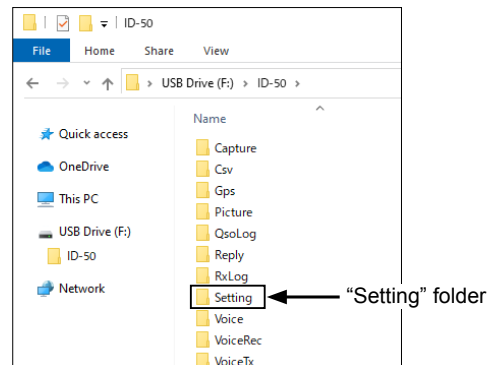 ID-50
File Home Share View
USB Drive (F:) > ID-50 >
Name
Quick access
OneDrive
This PC
USB Drive (F:)
ID-50
Network
Capture
Csv
Gps
Picture
QsoLog
Reply
RxLog
Setting
Voice
VoiceRec
VoiceTx
“Setting” folder